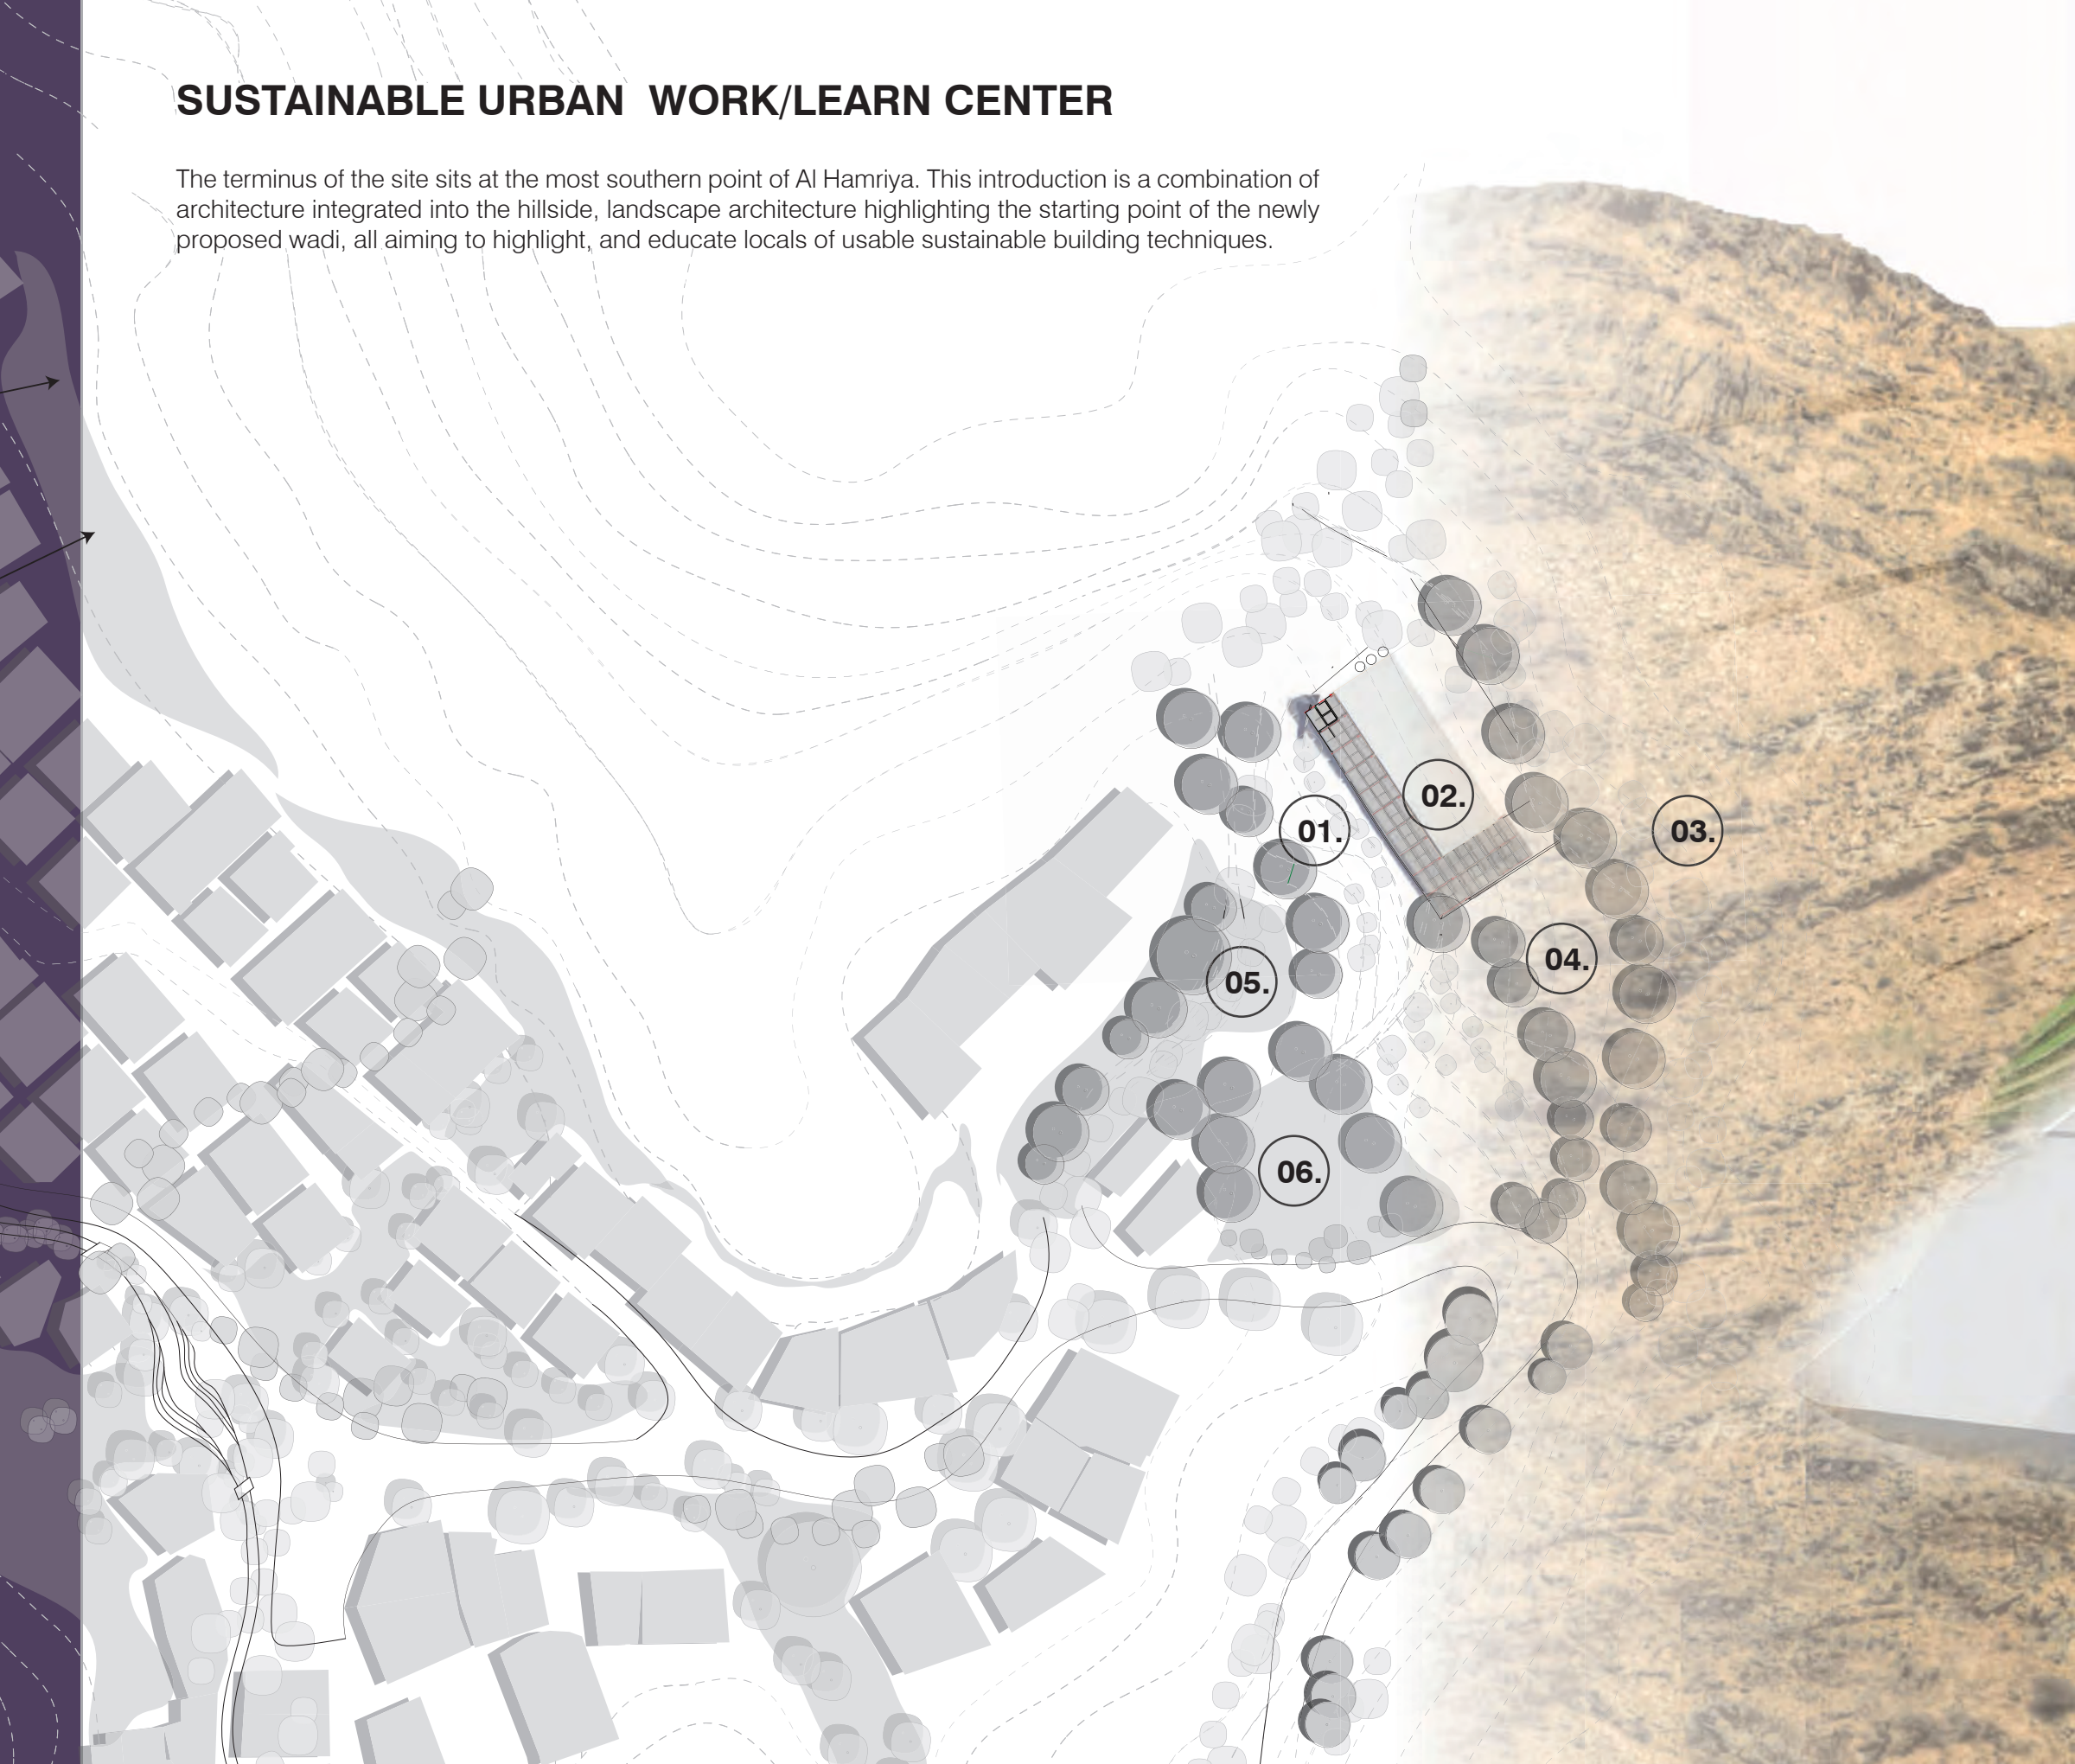 SUSTAINABLE URBAN  WORK/LEARN CENTER
The terminus of the site sits at the most southern point of Al Hamriya. This introduction is a combination of
architecture integrated into the hillside, landscape architecture highlighting the starting point of the newly
proposed wadi, all aiming to highlight, and educate locals of usable sustainable building techniques.
02.
01.
03.
04.
05.
06.